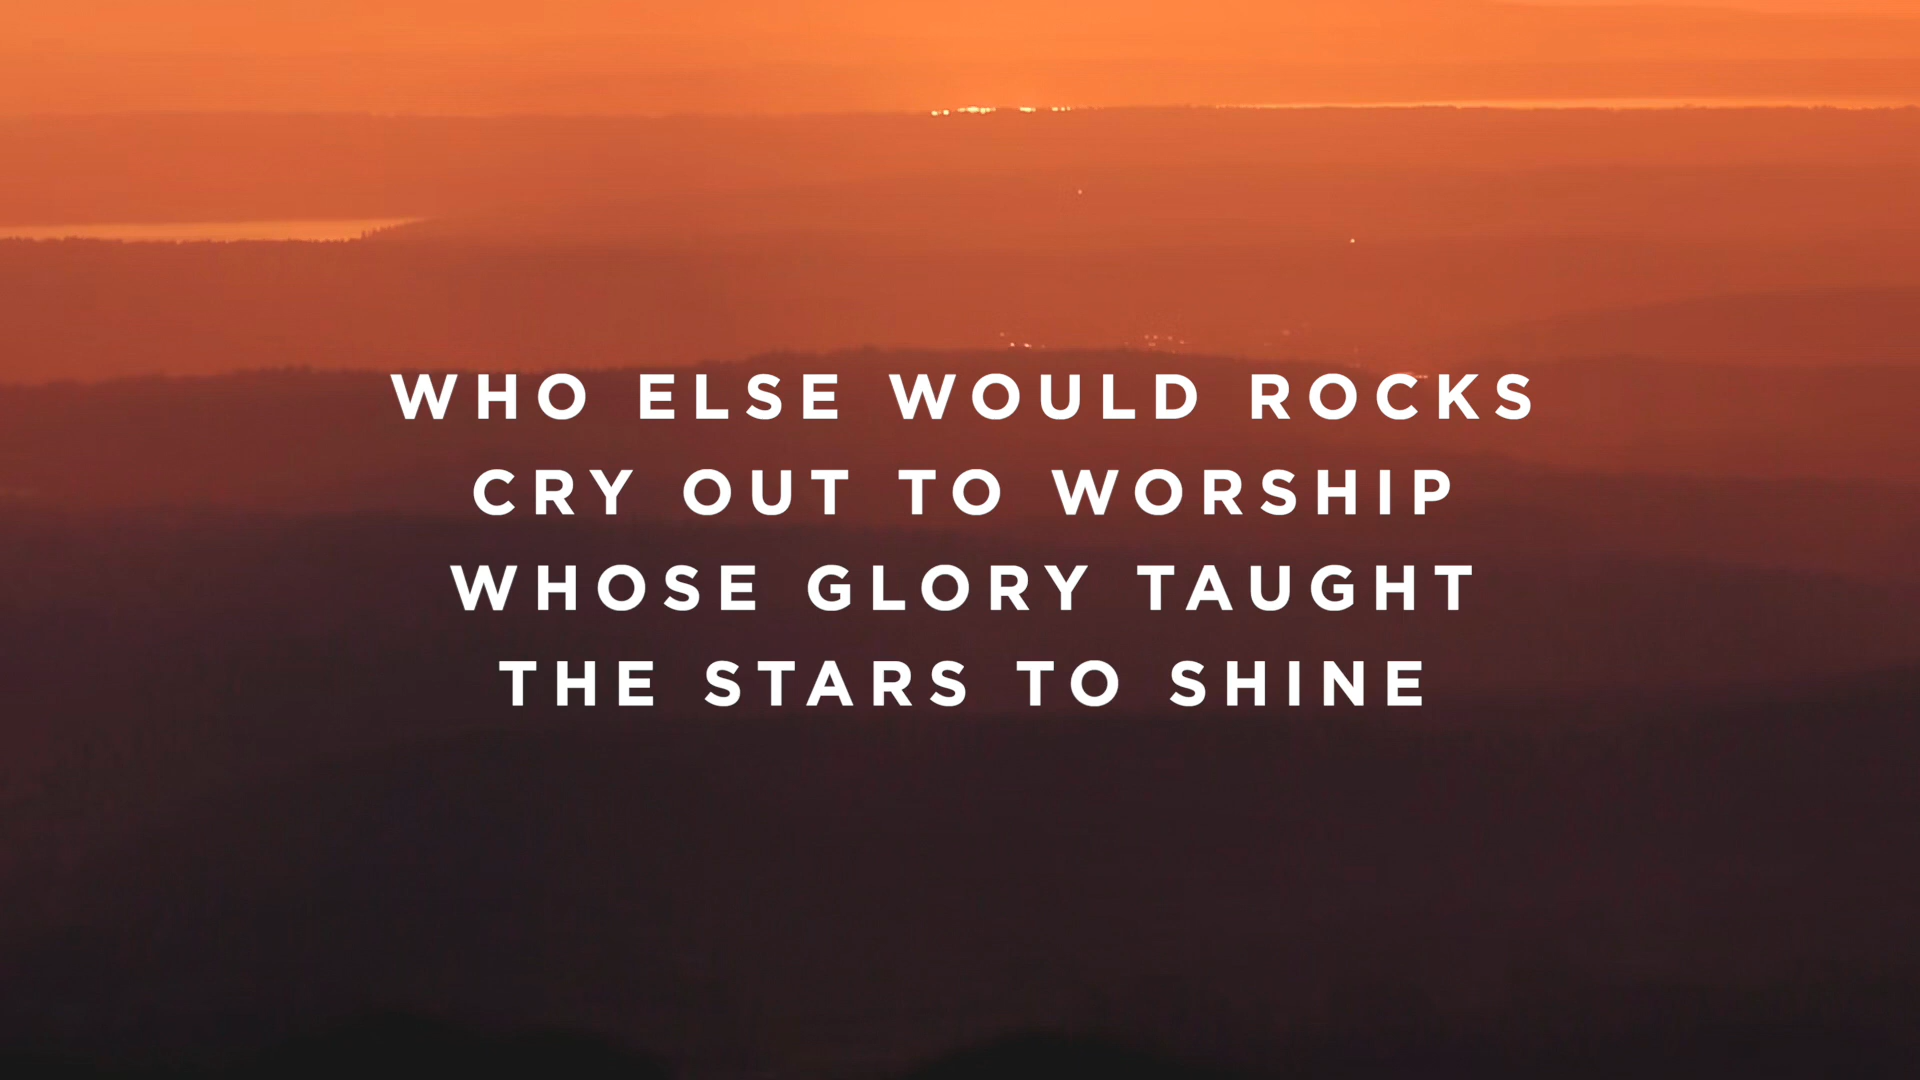 WHO ELSE WOULD ROCKS
CRY OUT TO WORSHIP
WHOSE GLORY TAUGHT
THE STARS TO SHINE